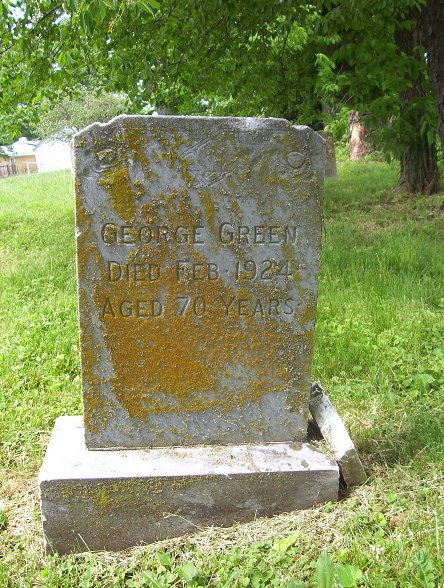 GEORGE GREEN
DIED FEB. 1924
AGED 70 YEARS.